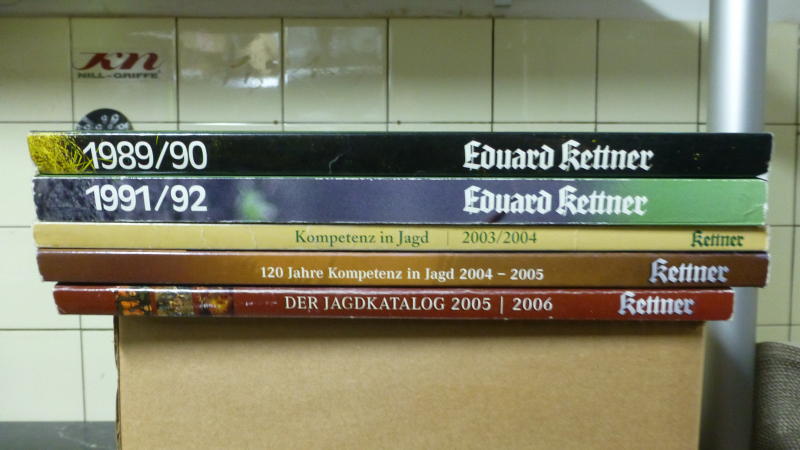 KN
NILL-GRIFFE
1989/90 Eduard Kettner
1991/92 Eduard Kettner
Kompetenz in Jagd | 2003/2004 Kettner
120 Jahre Kompetenz in Jagd 2004 – 2005 Kettner
DER JAGDKATALOG 2005 | 2006 Kettner